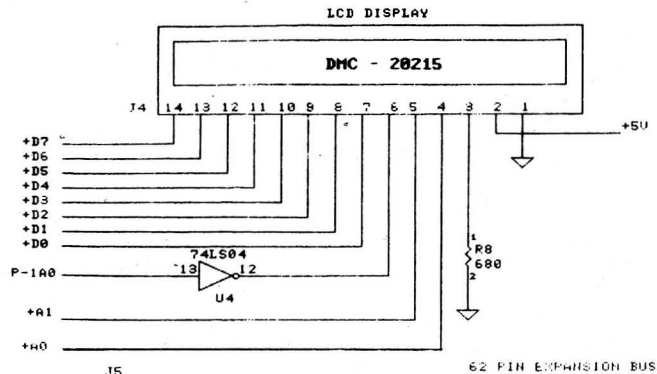 LCD DISPLAY
DMC - 20215
J4 14 13 12 11 10 9 8 7 6 5 4 3 2 1
+5V
+D7
+D6
+D5
+D4
+D3
+D2
+D1
+D0
74LS04
P-1A0 13 12
U4
1
R8
680
2
+A1
+A0
J5
62 PIN EXPANSION BUS